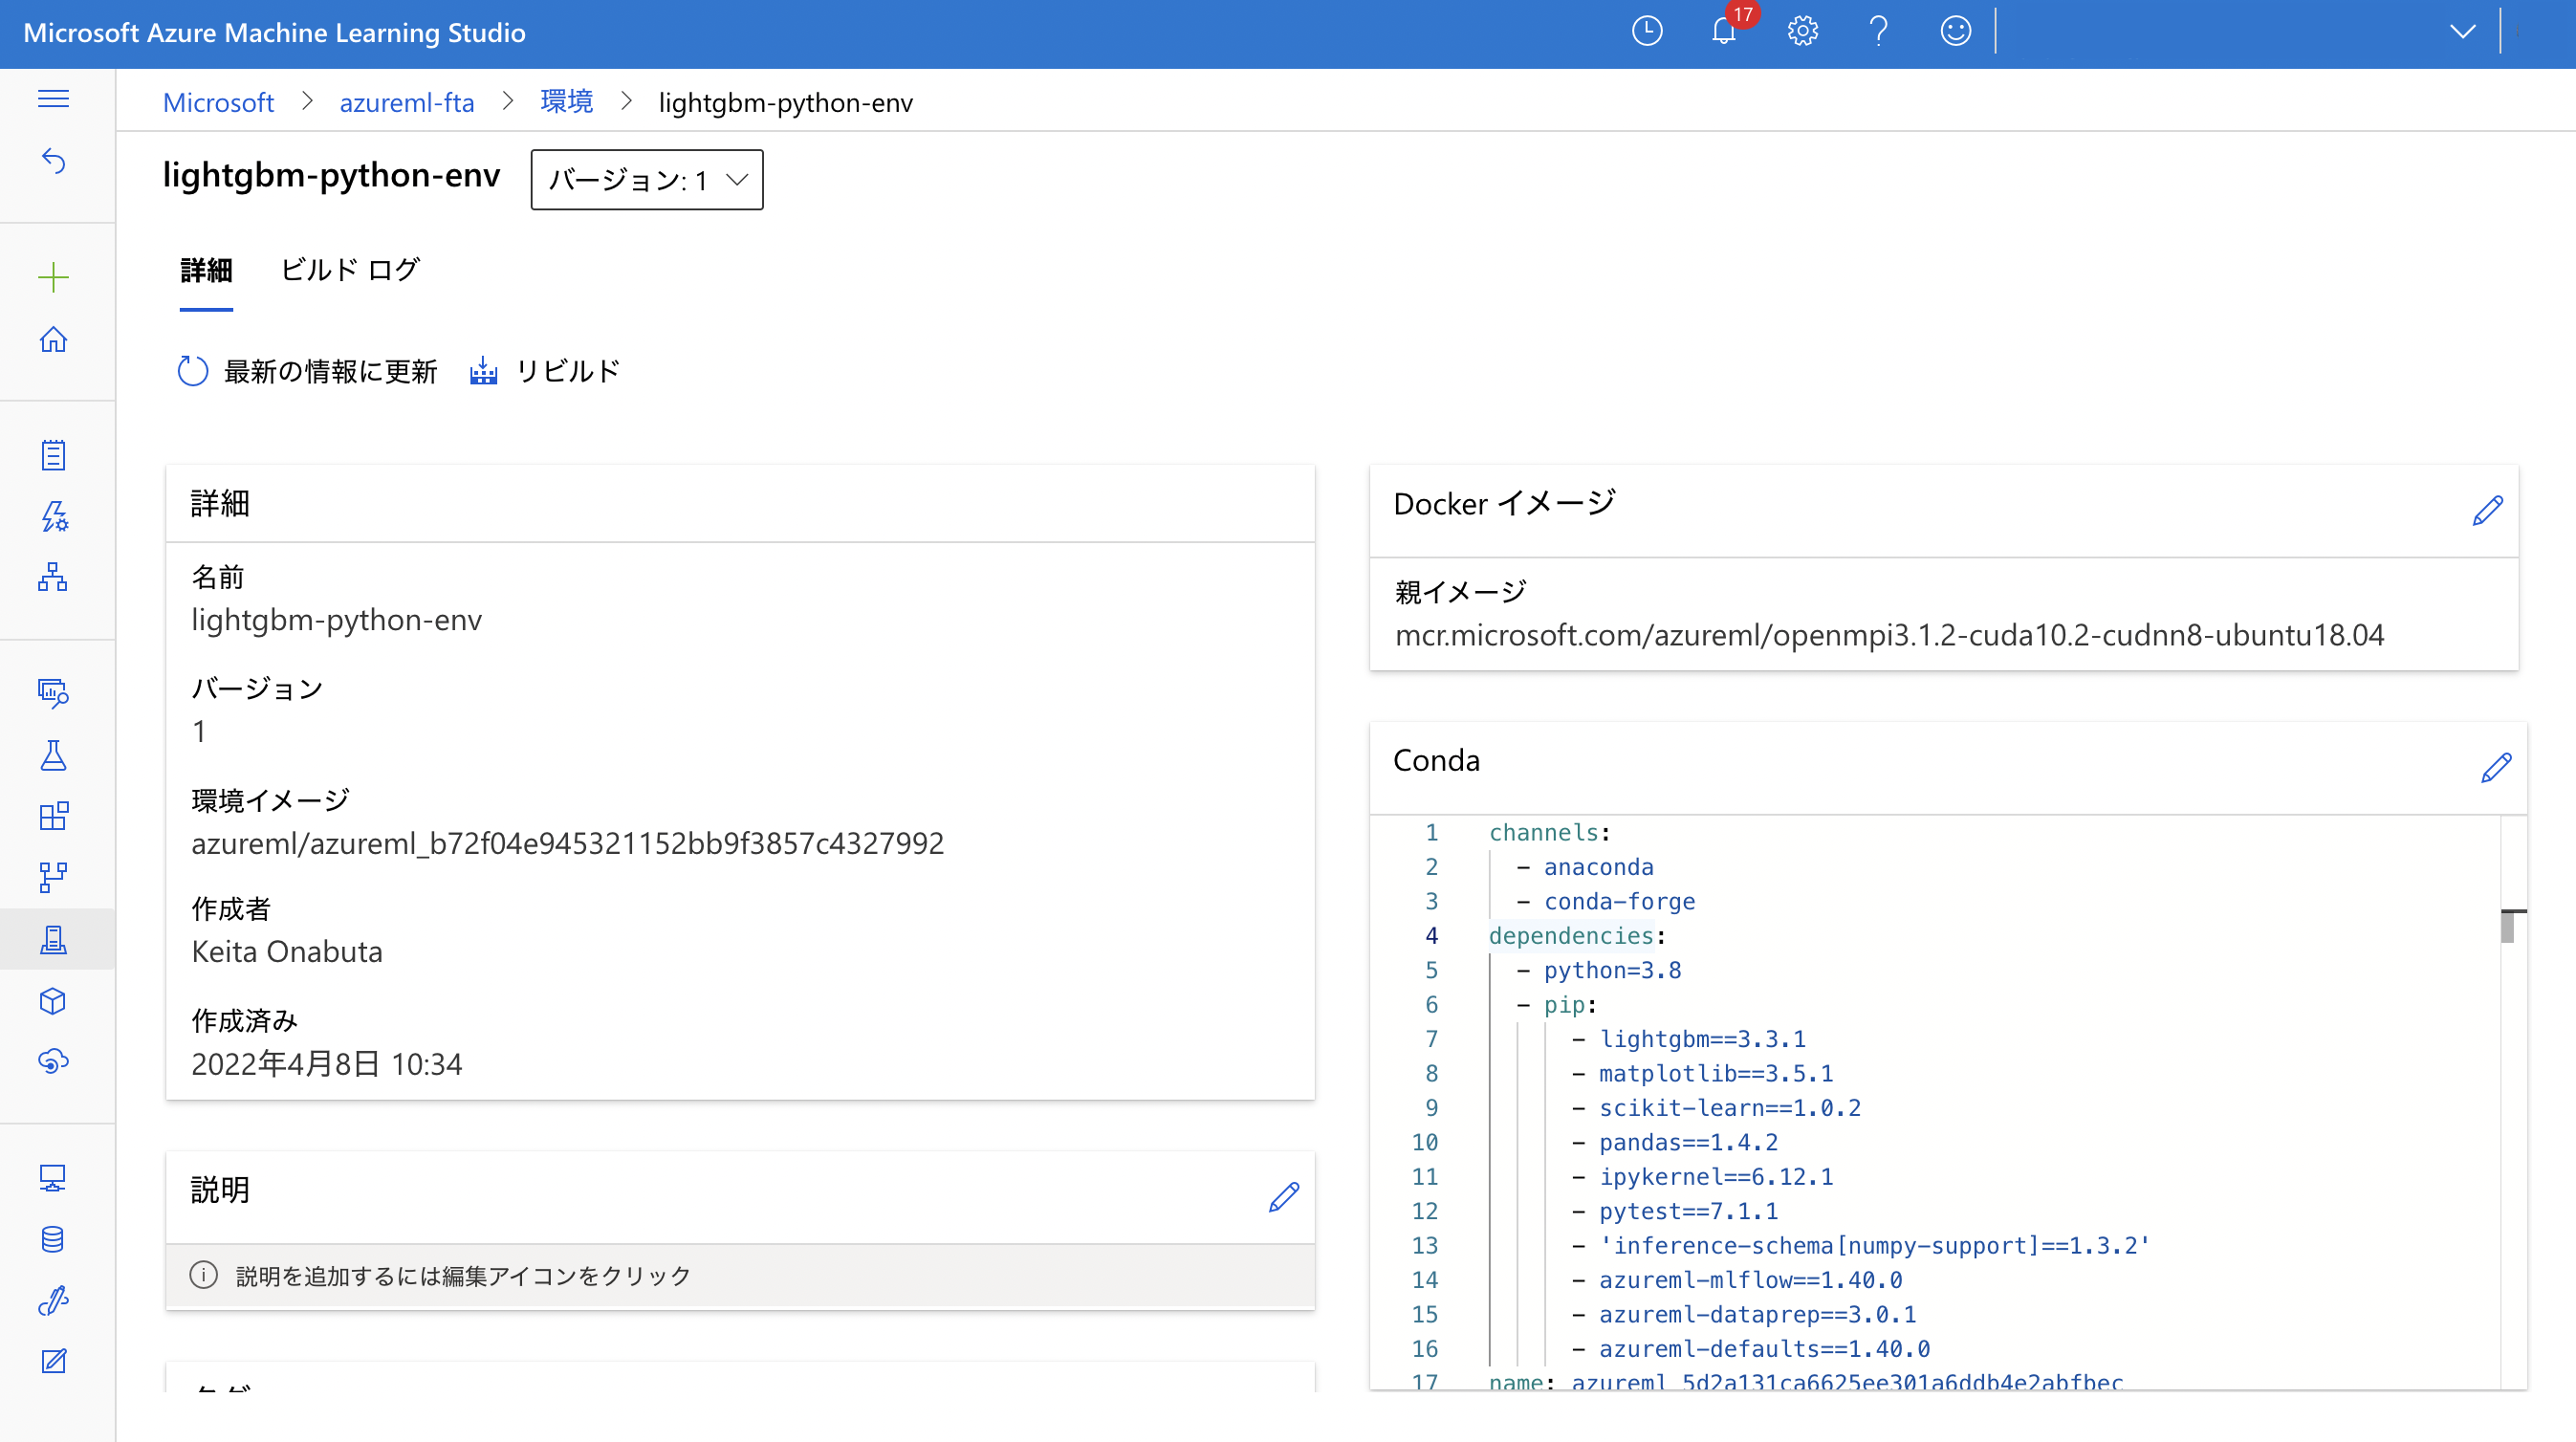 Microsoft Azure Machine Learning Studio
17
Microsoft > azureml-fta > 環境 > lightgbm-python-env
lightgbm-python-env
バージョン: 1
詳細
ビルド ログ
最新の情報に更新
リビルド
詳細
名前
lightgbm-python-env
バージョン
1
環境イメージ
azureml/azureml_b72f04e945321152bb9f3857c4327992
作成者
Keita Onabuta
作成済み
2022年4月8日 10:34
説明
説明を追加するには編集アイコンをクリック
タグ
Docker イメージ
親イメージ
mcr.microsoft.com/azureml/openmpi3.1.2-cuda10.2-cudnn8-ubuntu18.04
Conda
1 channels:
2 - anaconda
3 - conda-forge
4 dependencies:
5 - python=3.8
6 - pip:
7 - lightgbm==3.3.1
8 - matplotlib==3.5.1
9 - scikit-learn==1.0.2
10 - pandas==1.4.2
11 - ipykernel==6.12.1
12 - pytest==7.1.1
13 - 'inference-schema[numpy-support]==1.3.2'
14 - azureml-mlflow==1.40.0
15 - azureml-dataprep==3.0.1
16 - azureml-defaults==1.40.0
17 name: azureml_5d2a131ca6625ee301a6ddb4e2abfbec